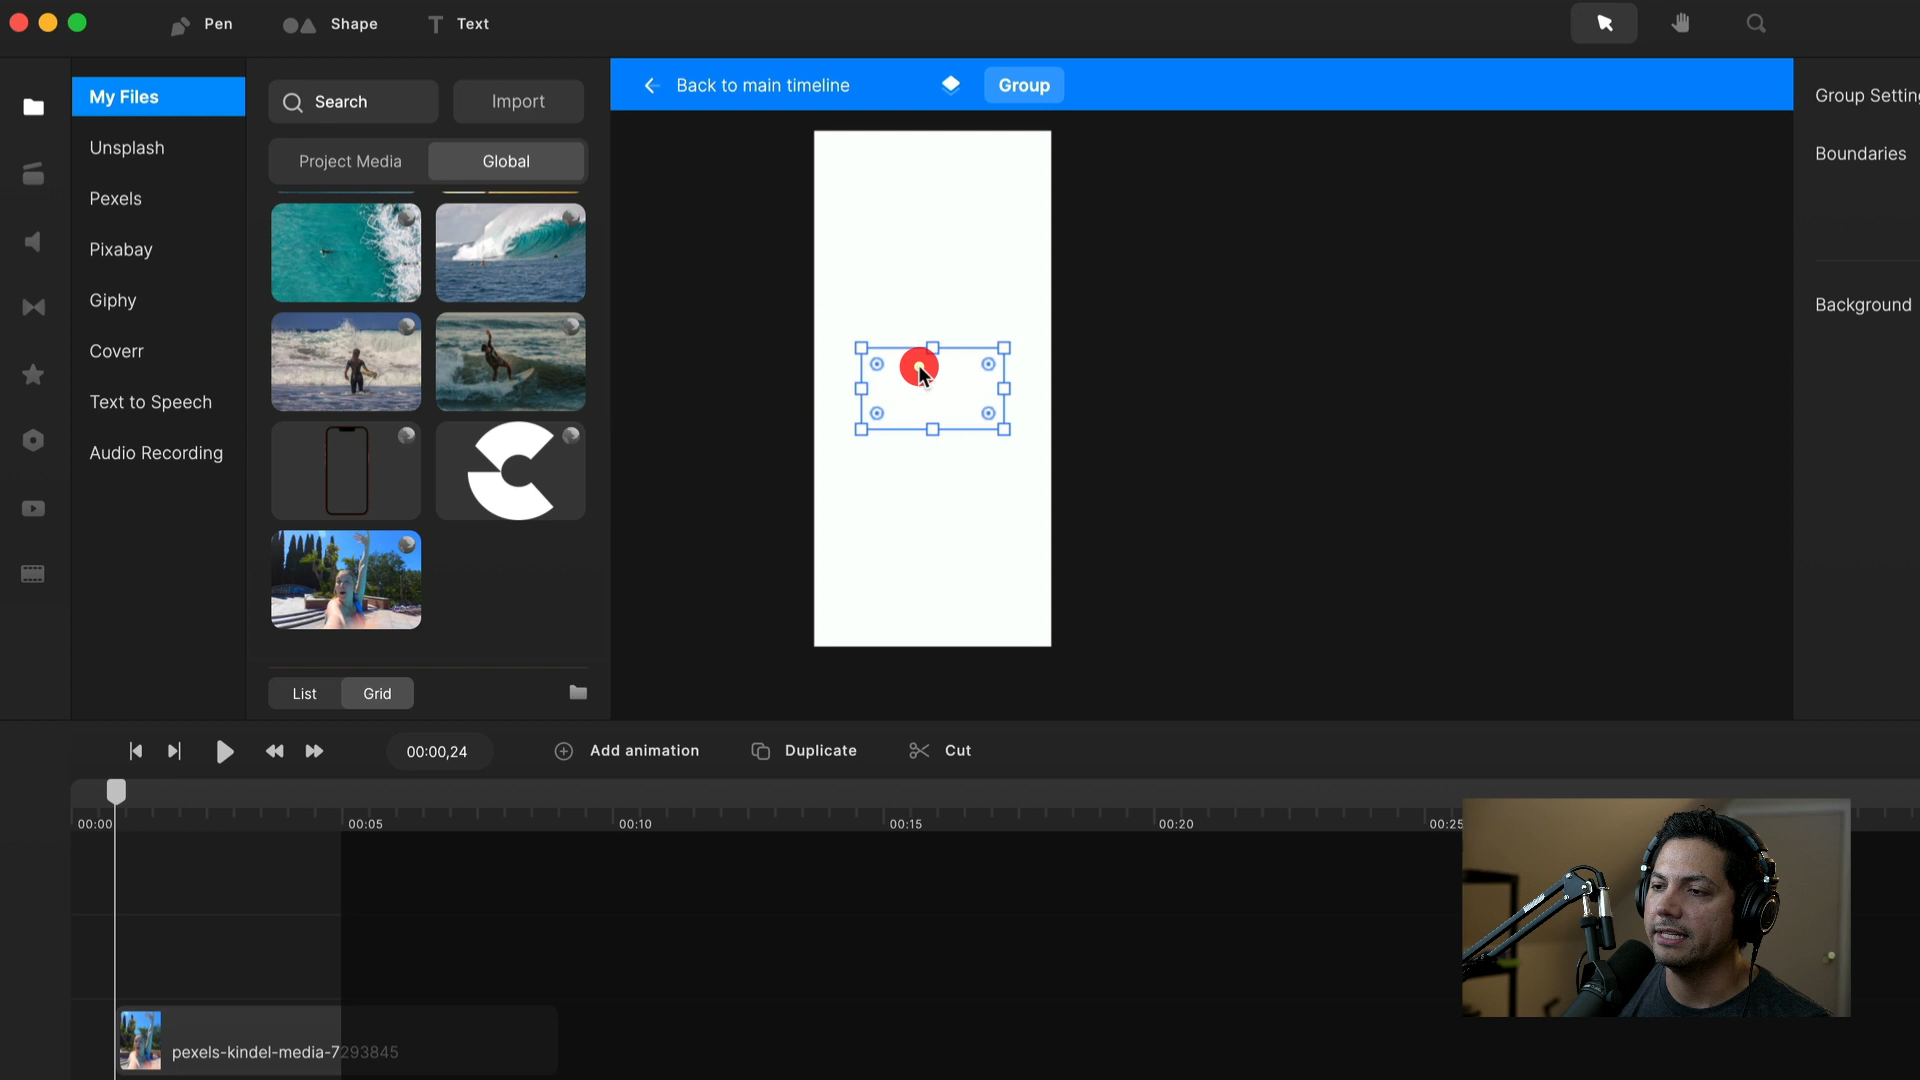 Pen
Shape
Text
My Files
Unsplash
Pexels
Pixabay
Giphy
Coverr
Text to Speech
Audio Recording
Search
Import
Project Media
Global
List
Grid
Back to main timeline
Group
Group Settin
Boundaries
Background
00:00,24
Add animation
Duplicate
Cut
00:00
00:05
00:10
00:15
00:20
00:25
pexels-kindel-media-7293845